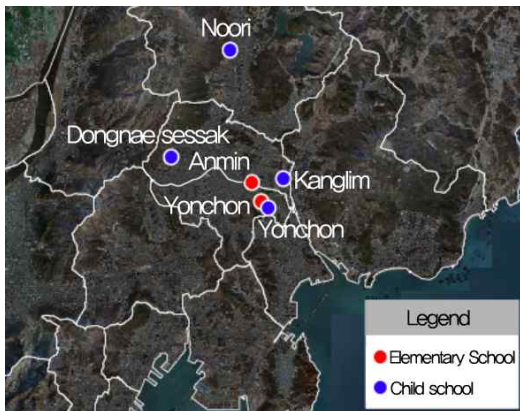 Noori
Dongnae sessak
Anmin
Kanglim
Yonchon
Yonchon
Legend
Elementary School
Child school